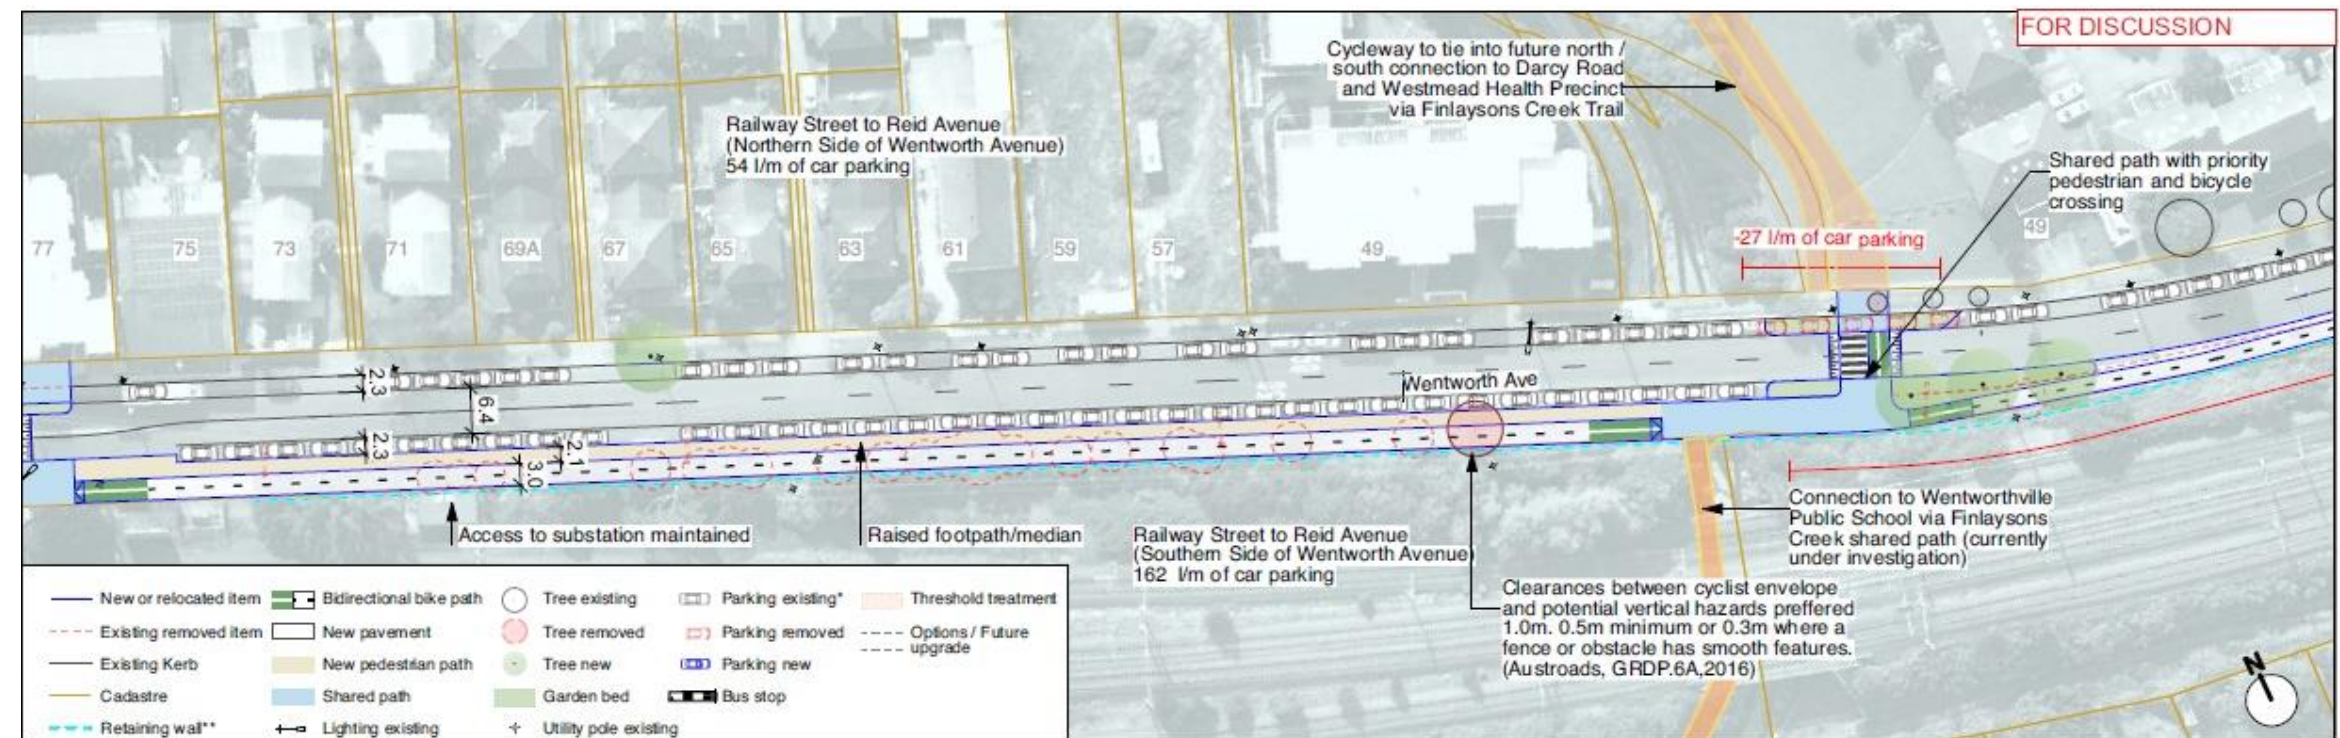 FOR DISCUSSION
Cycleway to tie into future north /
south connection to Darcy Road
and Westmead Health Precinct
via Finlaysons Creek Trail
Railway Street to Reid Avenue
(Northern Side of Wentworth Avenue)
54 l/m of car parking
Shared path with priority
pedestrian and bicycle
crossing
-27 l/m of car parking
77
75
73
71
69A
67
65
63
61
59
57
49
49
2.3
6.4
2.3
2.1
3.0
Wentworth Ave
Access to substation maintained
Raised footpath/median
Railway Street to Reid Avenue
(Southern Side of Wentworth Avenue)
162 l/m of car parking
Connection to Wentworthville
Public School via Finlaysons
Creek shared path (currently
under investigation)
Clearances between cyclist envelope
and potential vertical hazards preffered
1.0m. 0.5m minimum or 0.3m where a
fence or obstacle has smooth features.
(Austroads, GRDP.6A,2016)
N
New or relocated item
Existing removed item
Existing Kerb
Cadastre
Retaining wall**
Bidirectional bike path
New pavement
New pedestrian path
Shared path
Lighting existing
Tree existing
Tree removed
Tree new
Garden bed
Utility pole existing
Parking existing*
Parking removed
Parking new
Bus stop
Threshold treatment
Options / Future
upgrade